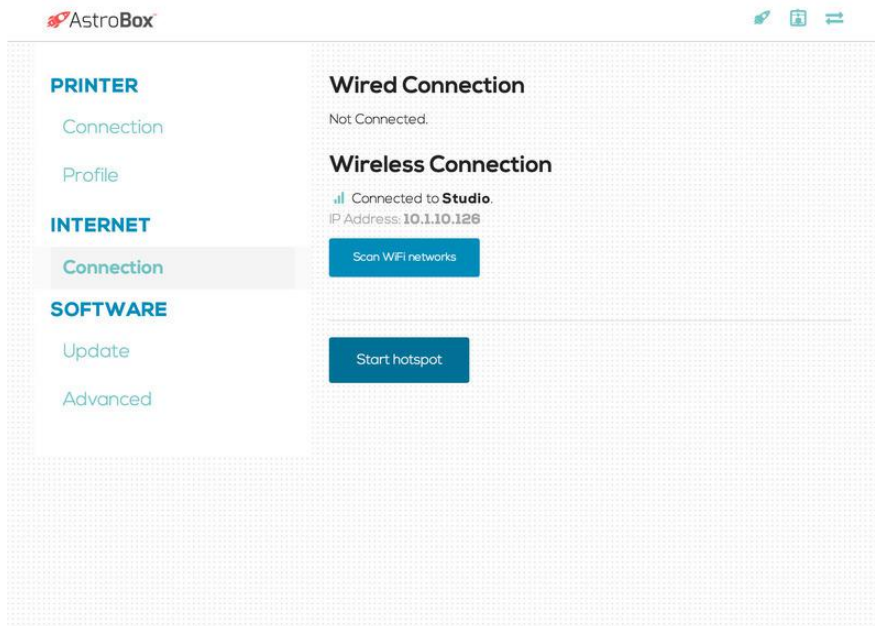 AstroBox™
PRINTER
Connection
Profile
INTERNET
Connection
SOFTWARE
Update
Advanced
Wired Connection
Not Connected.
Wireless Connection
Connected to Studio.
IP Address: 10.1.10.126
Scan WiFi networks
Start hotspot